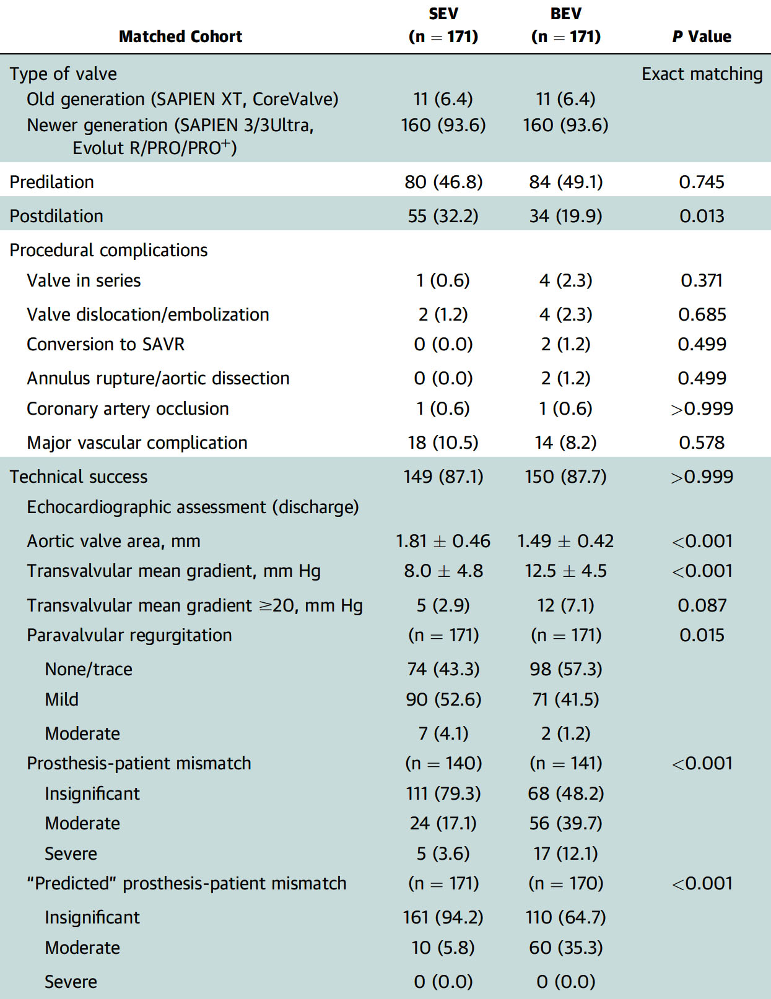 Matched Cohort SEV (n = 171) BEV (n = 171) P Value
Type of valve Exact matching
Old generation (SAPIEN XT, CoreValve) 11 (6.4) 11 (6.4)
Newer generation (SAPIEN 3/3Ultra, 160 (93.6) 160 (93.6)
Evolut R/PRO/PRO⁺)
Predilation 80 (46.8) 84 (49.1) 0.745
Postdilation 55 (32.2) 34 (19.9) 0.013
Procedural complications
Valve in series 1 (0.6) 4 (2.3) 0.371
Valve dislocation/embolization 2 (1.2) 4 (2.3) 0.685
Conversion to SAVR 0 (0.0) 2 (1.2) 0.499
Annulus rupture/aortic dissection 0 (0.0) 2 (1.2) 0.499
Coronary artery occlusion 1 (0.6) 1 (0.6) >0.999
Major vascular complication 18 (10.5) 14 (8.2) 0.578
Technical success 149 (87.1) 150 (87.7) >0.999
Echocardiographic assessment (discharge)
Aortic valve area, mm 1.81 ± 0.46 1.49 ± 0.42 <0.001
Transvalvular mean gradient, mm Hg 8.0 ± 4.8 12.5 ± 4.5 <0.001
Transvalvular mean gradient ≥20, mm Hg 5 (2.9) 12 (7.1) 0.087
Paravalvular regurgitation (n = 171) (n = 171) 0.015
None/trace 74 (43.3) 98 (57.3)
Mild 90 (52.6) 71 (41.5)
Moderate 7 (4.1) 2 (1.2)
Prosthesis-patient mismatch (n = 140) (n = 141) <0.001
Insignificant 111 (79.3) 68 (48.2)
Moderate 24 (17.1) 56 (39.7)
Severe 5 (3.6) 17 (12.1)
“Predicted” prosthesis-patient mismatch (n = 171) (n = 170) <0.001
Insignificant 161 (94.2) 110 (64.7)
Moderate 10 (5.8) 60 (35.3)
Severe 0 (0.0) 0 (0.0)